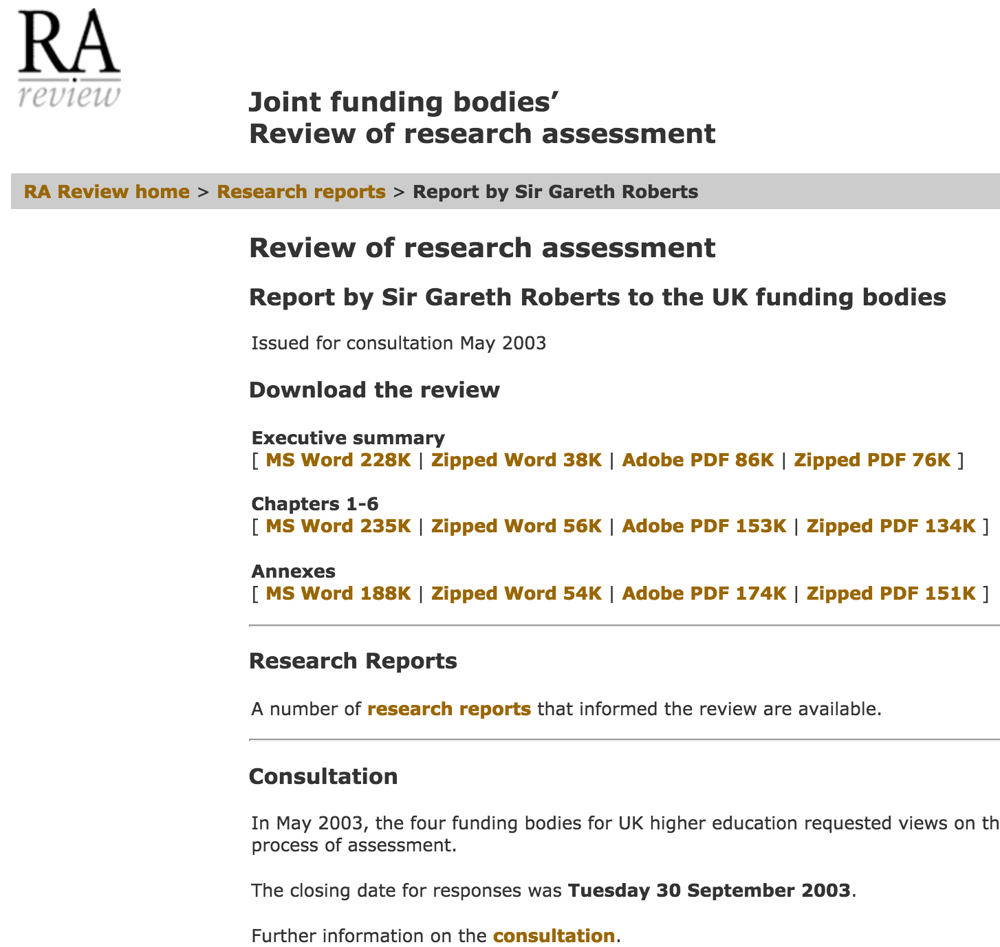 RA
review
Joint funding bodies’
Review of research assessment
RA Review home > Research reports > Report by Sir Gareth Roberts
Review of research assessment
Report by Sir Gareth Roberts to the UK funding bodies
Issued for consultation May 2003
Download the review
Executive summary
[ MS Word 228K | Zipped Word 38K | Adobe PDF 86K | Zipped PDF 76K ]
Chapters 1-6
[ MS Word 235K | Zipped Word 56K | Adobe PDF 153K | Zipped PDF 134K ]
Annexes
[ MS Word 188K | Zipped Word 54K | Adobe PDF 174K | Zipped PDF 151K ]
Research Reports
A number of research reports that informed the review are available.
Consultation
In May 2003, the four funding bodies for UK higher education requested views on th
process of assessment.
The closing date for responses was Tuesday 30 September 2003.
Further information on the consultation.